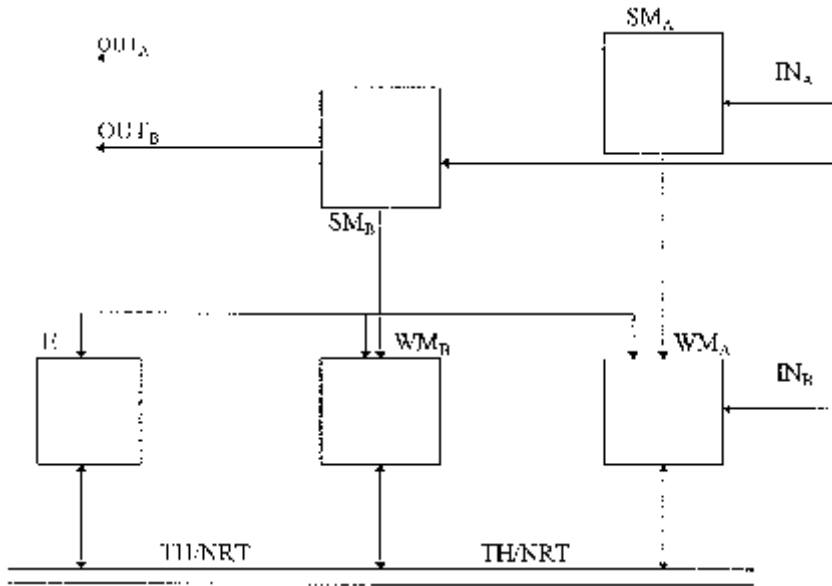 SM_A
OUT_A
IN_A
OUT_B
SM_B
WM_B
WM_A
IN_B
TH/NRT
TH/NRT